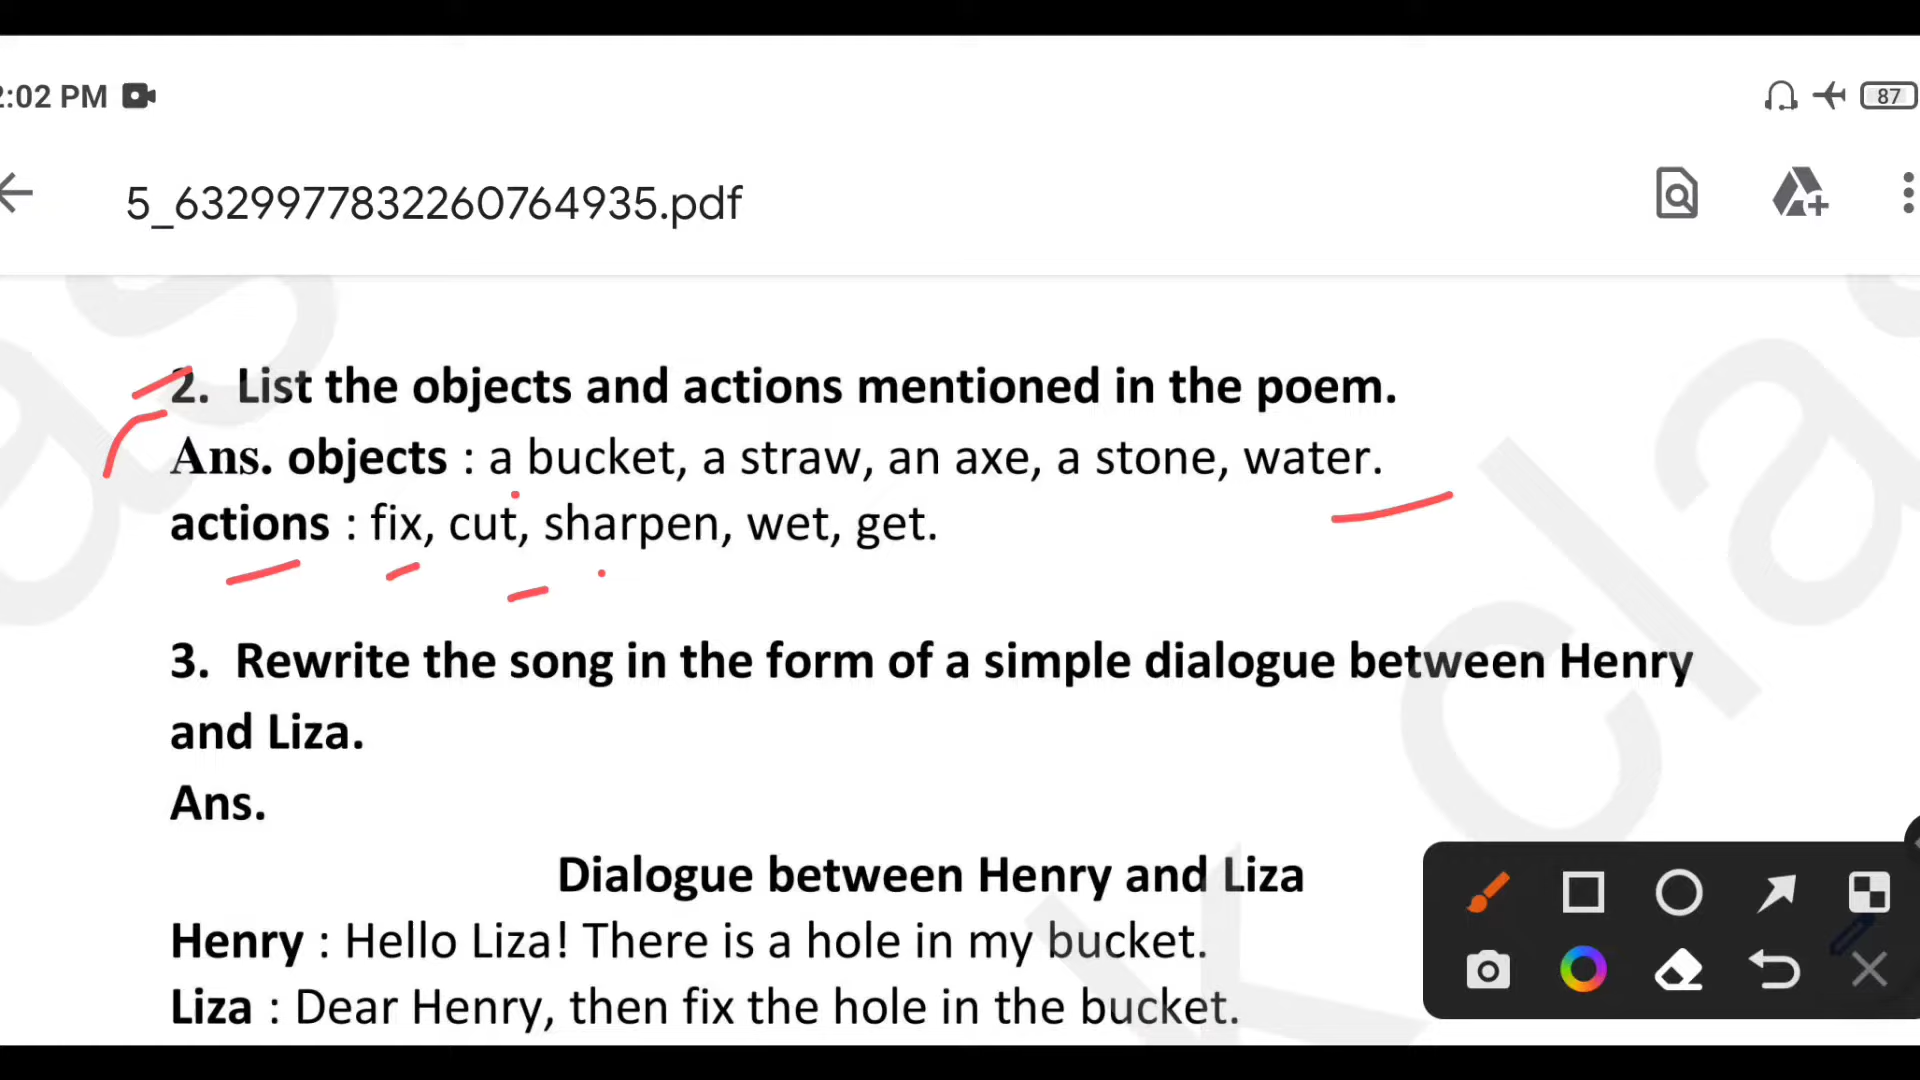 2:02 PM
87
5_6329977832260764935.pdf
2. List the objects and actions mentioned in the poem.
Ans. objects : a bucket, a straw, an axe, a stone, water.
actions : fix, cut, sharpen, wet, get.
3. Rewrite the song in the form of a simple dialogue between Henry
and Liza.
Ans.
Dialogue between Henry and Liza
Henry : Hello Liza! There is a hole in my bucket.
Liza : Dear Henry, then fix the hole in the bucket.